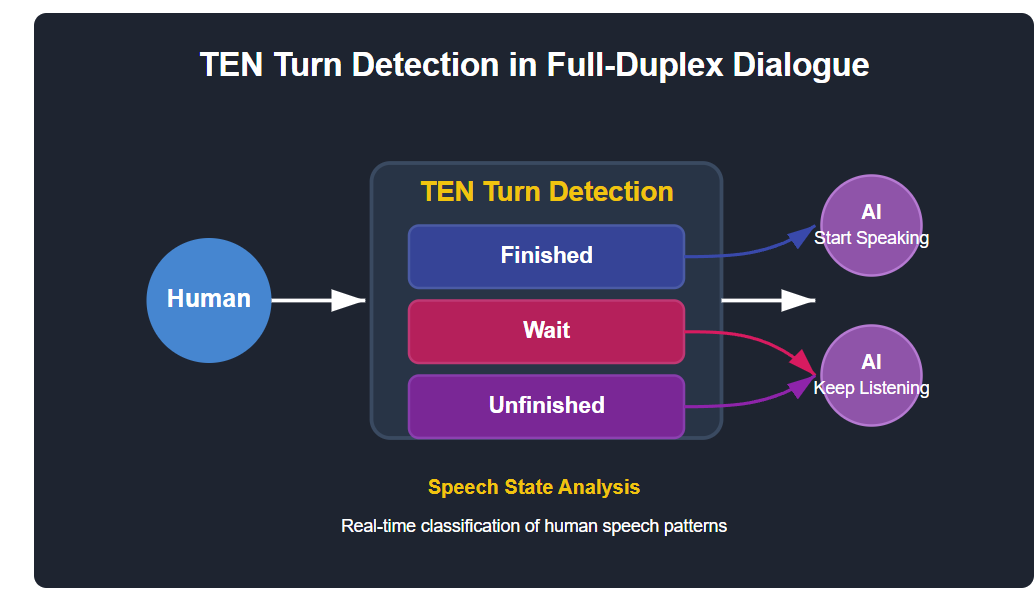 TEN Turn Detection in Full-Duplex Dialogue
TEN Turn Detection
Human
Finished
Wait
Unfinished
AI
Start Speaking
AI
Keep Listening
Speech State Analysis
Real-time classification of human speech patterns